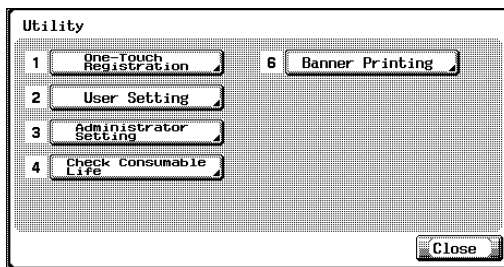 Utility
1 One-Touch
Registration
2 User Setting
3 Administrator
Setting
4 Check Consumable
Life
6 Banner Printing
Close